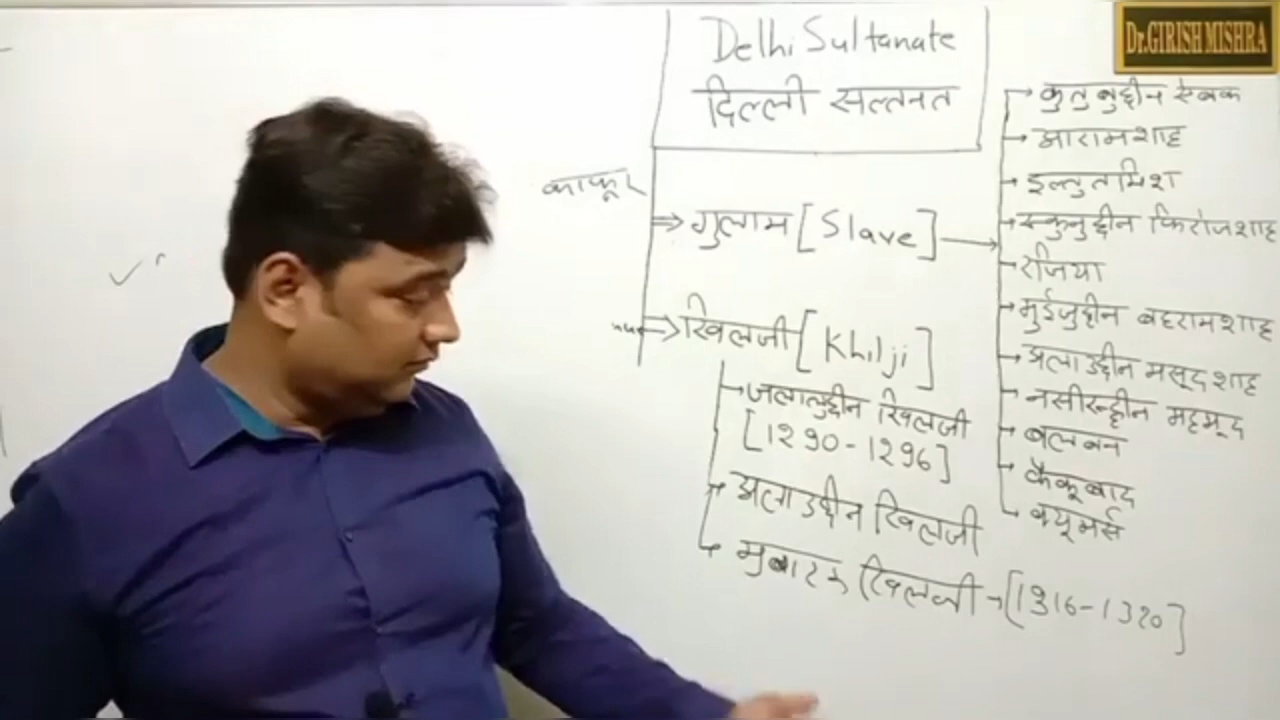 Dr.GIRISH MISHRA
Delhi Sultanate
दिल्ली सल्तनत
काफूर
गुलाम [Slave]
खिलजी [Khilji]
जलालुद्दीन खिलजी
[1290-1296]
अलाउद्दीन खिलजी
मुबारक खिलजी → [1316-1320]
कुतुबुद्दीन ऐबक
आरामशाह
इल्तुतमिश
रुकुनुद्दीन फिरोजशाह
रजिया
मुईजुद्दीन बहरामशाह
अलाउद्दीन मसूदशाह
नसीरुद्दीन महमूद
बलबन
कैकूबाद
क्यूमर्स